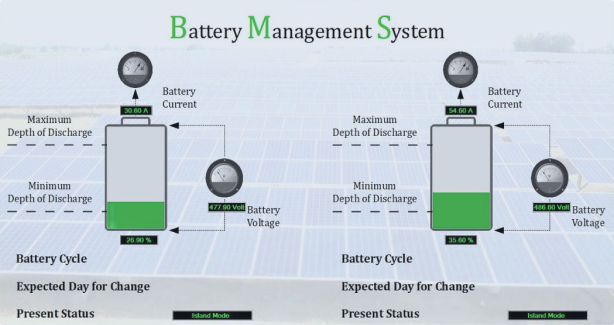 Battery Management System
Battery
Current
30.60 A
Maximum
Depth of Discharge
Minimum
Depth of Discharge
477.90 Volt
Battery
Voltage
26.90 %
Battery Cycle
Expected Day for Change
Present Status
Island Mode
Battery
Current
54.60 A
Maximum
Depth of Discharge
Minimum
Depth of Discharge
486.60 Volt
Battery
Voltage
35.60 %
Battery Cycle
Expected Day for Change
Present Status
Island Mode